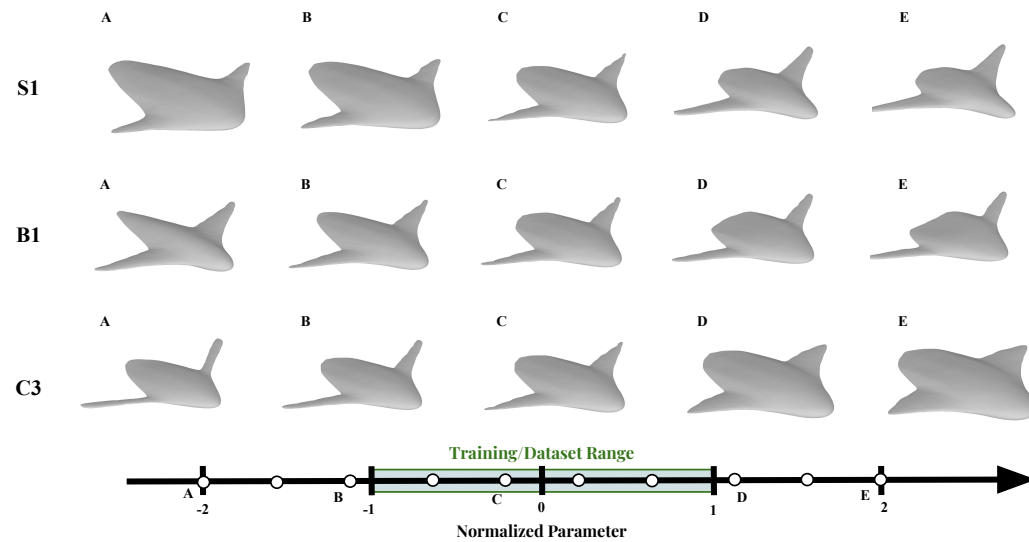 A B C D E
S1
A B C D E
B1
A B C D E
C3
Training/Dataset Range
A B C D E
-2 -1 0 1 2
Normalized Parameter